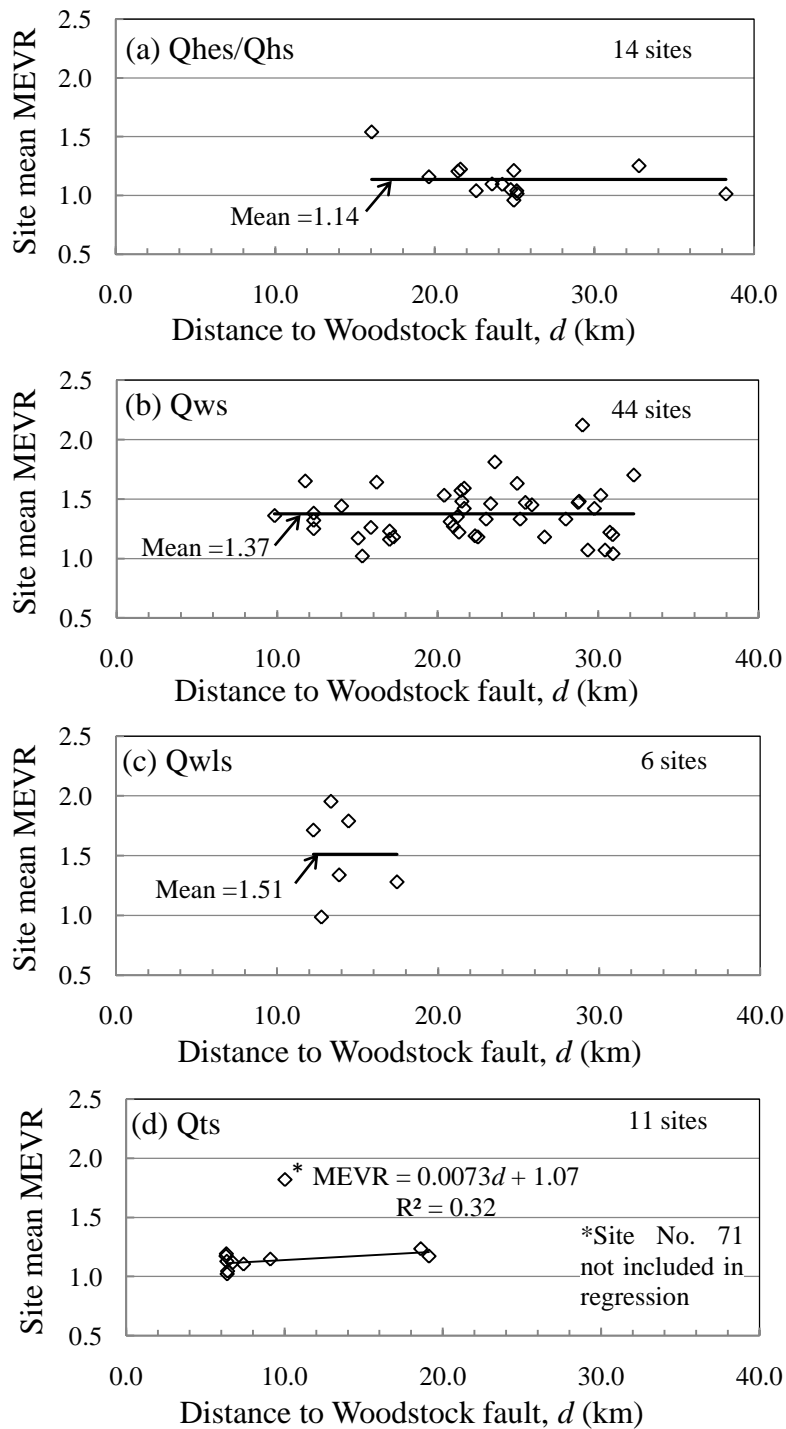 2.5
(a) Qhes/Qhs
14 sites
2.0
1.5
1.0
Mean =1.14
0.5
Site mean MEVR
0.0
10.0
20.0
30.0
40.0
Distance to Woodstock fault, d (km)
2.5
(b) Qws
44 sites
2.0
1.5
1.0
Mean =1.37
0.5
Site mean MEVR
0.0
10.0
20.0
30.0
40.0
Distance to Woodstock fault, d (km)
2.5
(c) Qwls
6 sites
2.0
1.5
Mean =1.51
1.0
0.5
Site mean MEVR
0.0
10.0
20.0
30.0
40.0
Distance to Woodstock fault, d (km)
2.5
(d) Qts
11 sites
2.0
* MEVR = 0.0073d + 1.07
R² = 0.32
1.5
*Site No. 71
not included in
regression
1.0
0.5
Site mean MEVR
0.0
10.0
20.0
30.0
40.0
Distance to Woodstock fault, d (km)